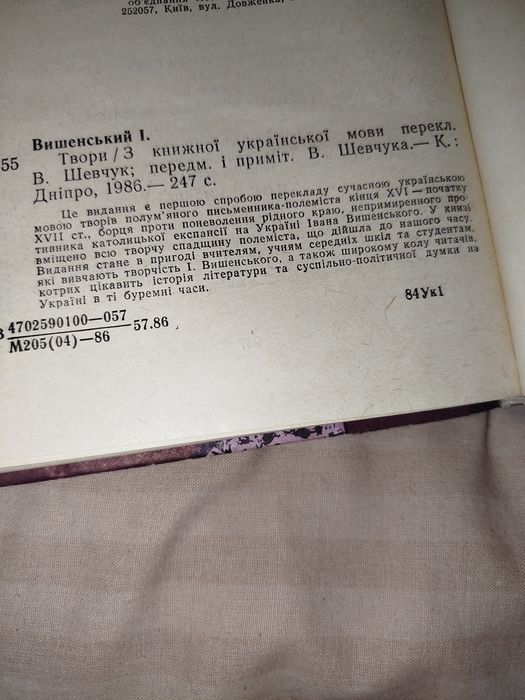 об'єднання
252057, Київ, вул. Довженка,
Вишенський І.
55 Твори / З книжної української мови перекл.
В. Шевчук; передм. і приміт. В. Шевчука.— К.:
Дніпро, 1986.— 247 с.
Це видання є першою спробою перекладу сучасною українською
мовою творів полум'яного письменника-полеміста кінця XVI — початку
XVII ст., борця проти поневолення рідного краю, непримиренного про-
тивника католицької експансії на Україні Івана Вишенського. У книзі
вміщено всю творчу спадщину полеміста, що дійшла до нашого часу.
Видання стане в пригоді вчителям, учням середніх шкіл та студентам,
які вивчають творчість І. Вишенського, а також широкому колу читачів,
котрих цікавить історія літератури та суспільно-політичної думки на
Україні в ті буремні часи.
В 4702590100—057
М205(04)—86 57.86
84Ук1